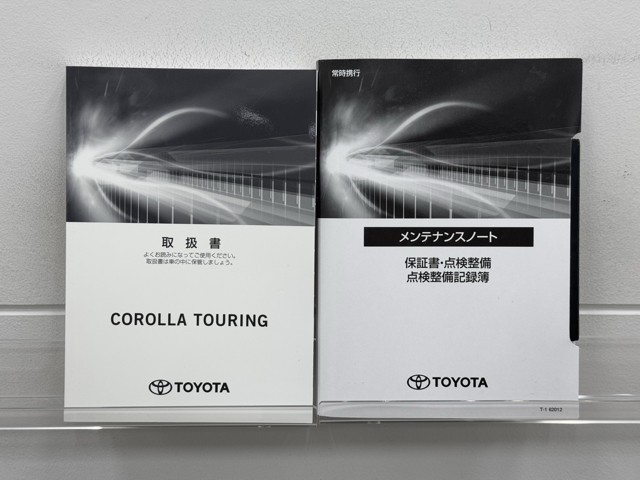 取扱書
よくお読みになってご使用ください。
取扱書は車の中に保管しましょう。
COROLLA TOURING
TOYOTA
常時携行
メンテナンスノート
保証書・点検整備
点検整備記録簿
TOYOTA